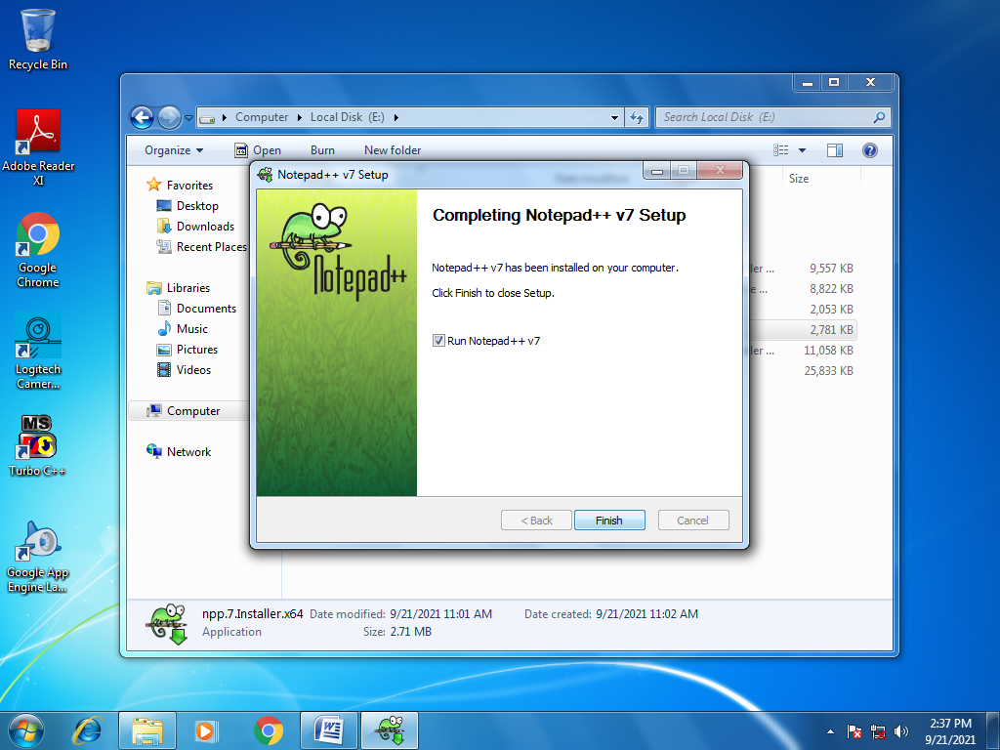 Recycle Bin
Adobe Reader
XI
Google
Chrome
Logitech
Camer...
MS
Turbo C++
Google App
Engine La...
Computer
Local Disk (E:)
Search Local Disk (E:)
Organize
Open
Burn
New folder
Favorites
Desktop
Downloads
Recent Places
Libraries
Documents
Music
Pictures
Videos
Computer
Network
Size
ler ...
9,557 KB
e ...
8,822 KB
2,053 KB
2,781 KB
ler ...
11,058 KB
25,833 KB
Notepad++ v7 Setup
Notepad++
Completing Notepad++ v7 Setup
Notepad++ v7 has been installed on your computer.
Click Finish to close Setup.
Run Notepad++ v7
< Back
Finish
Cancel
npp.7.Installer.x64 Date modified: 9/21/2021 11:01 AM Date created: 9/21/2021 11:02 AM
Application Size: 2.71 MB
2:37 PM
9/21/2021